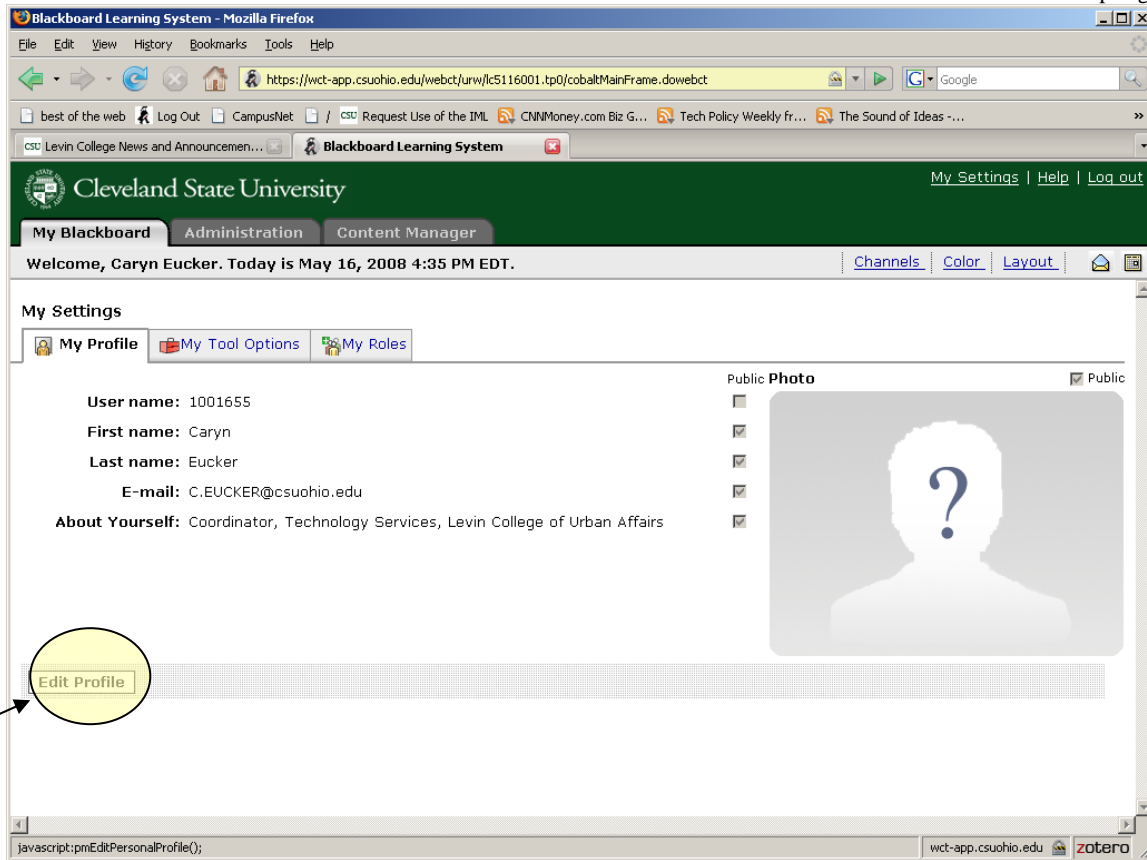 Blackboard Learning System - Mozilla Firefox
File Edit View History Bookmarks Tools Help
https://wct-app.csuohio.edu/webct/urw/lc5116001.tp0/cobaltMainFrame.dowebct
G Google
best of the web Log Out CampusNet / CSU Request Use of the IML CNNMoney.com Biz G... Tech Policy Weekly fr... The Sound of Ideas -... »
CSU Levin College News and Announcemen... Blackboard Learning System
Cleveland State University
My Settings | Help | Log out
My Blackboard Administration Content Manager
Welcome, Caryn Eucker. Today is May 16, 2008 4:35 PM EDT. Channels Color Layout
My Settings
My Profile My Tool Options My Roles
Public Photo Public
User name: 1001655
First name: Caryn
Last name: Eucker
E-mail: C.EUCKER@csuohio.edu
About Yourself: Coordinator, Technology Services, Levin College of Urban Affairs
?
Edit Profile
javascript:pmEditPersonalProfile(); wct-app.csuohio.edu zotero